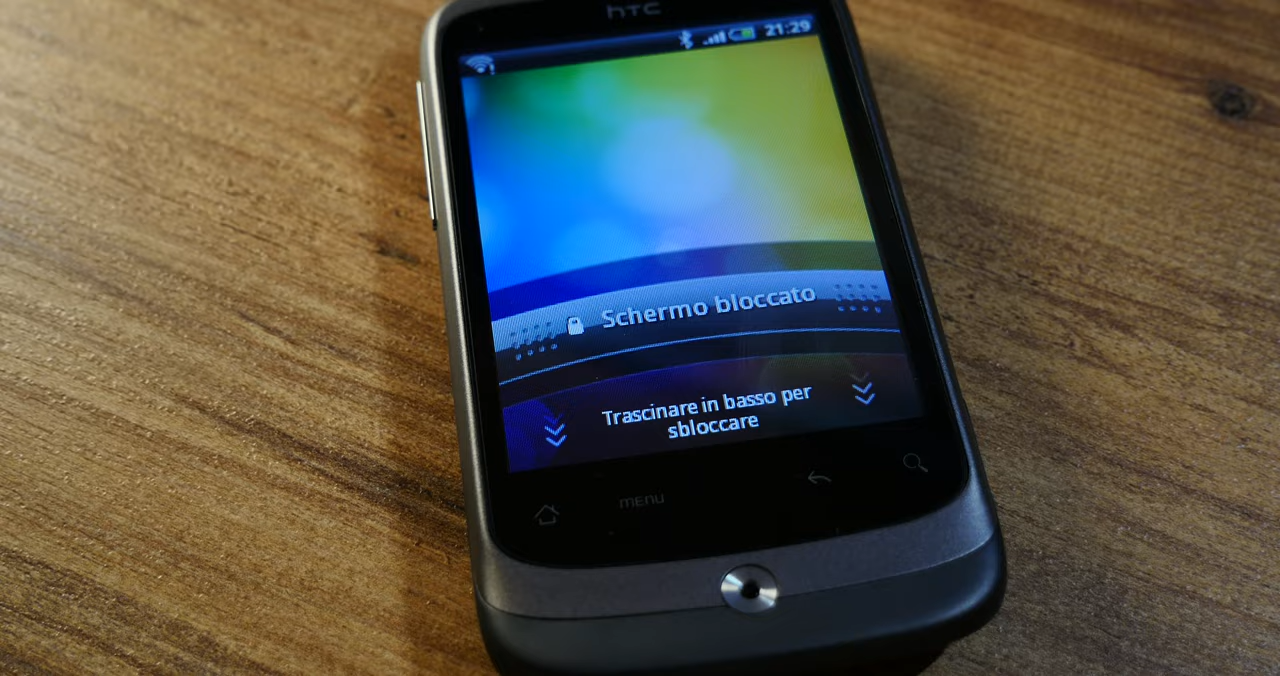 hTC
21:29
Schermo bloccato
Trascinare in basso per
sbloccare
menu